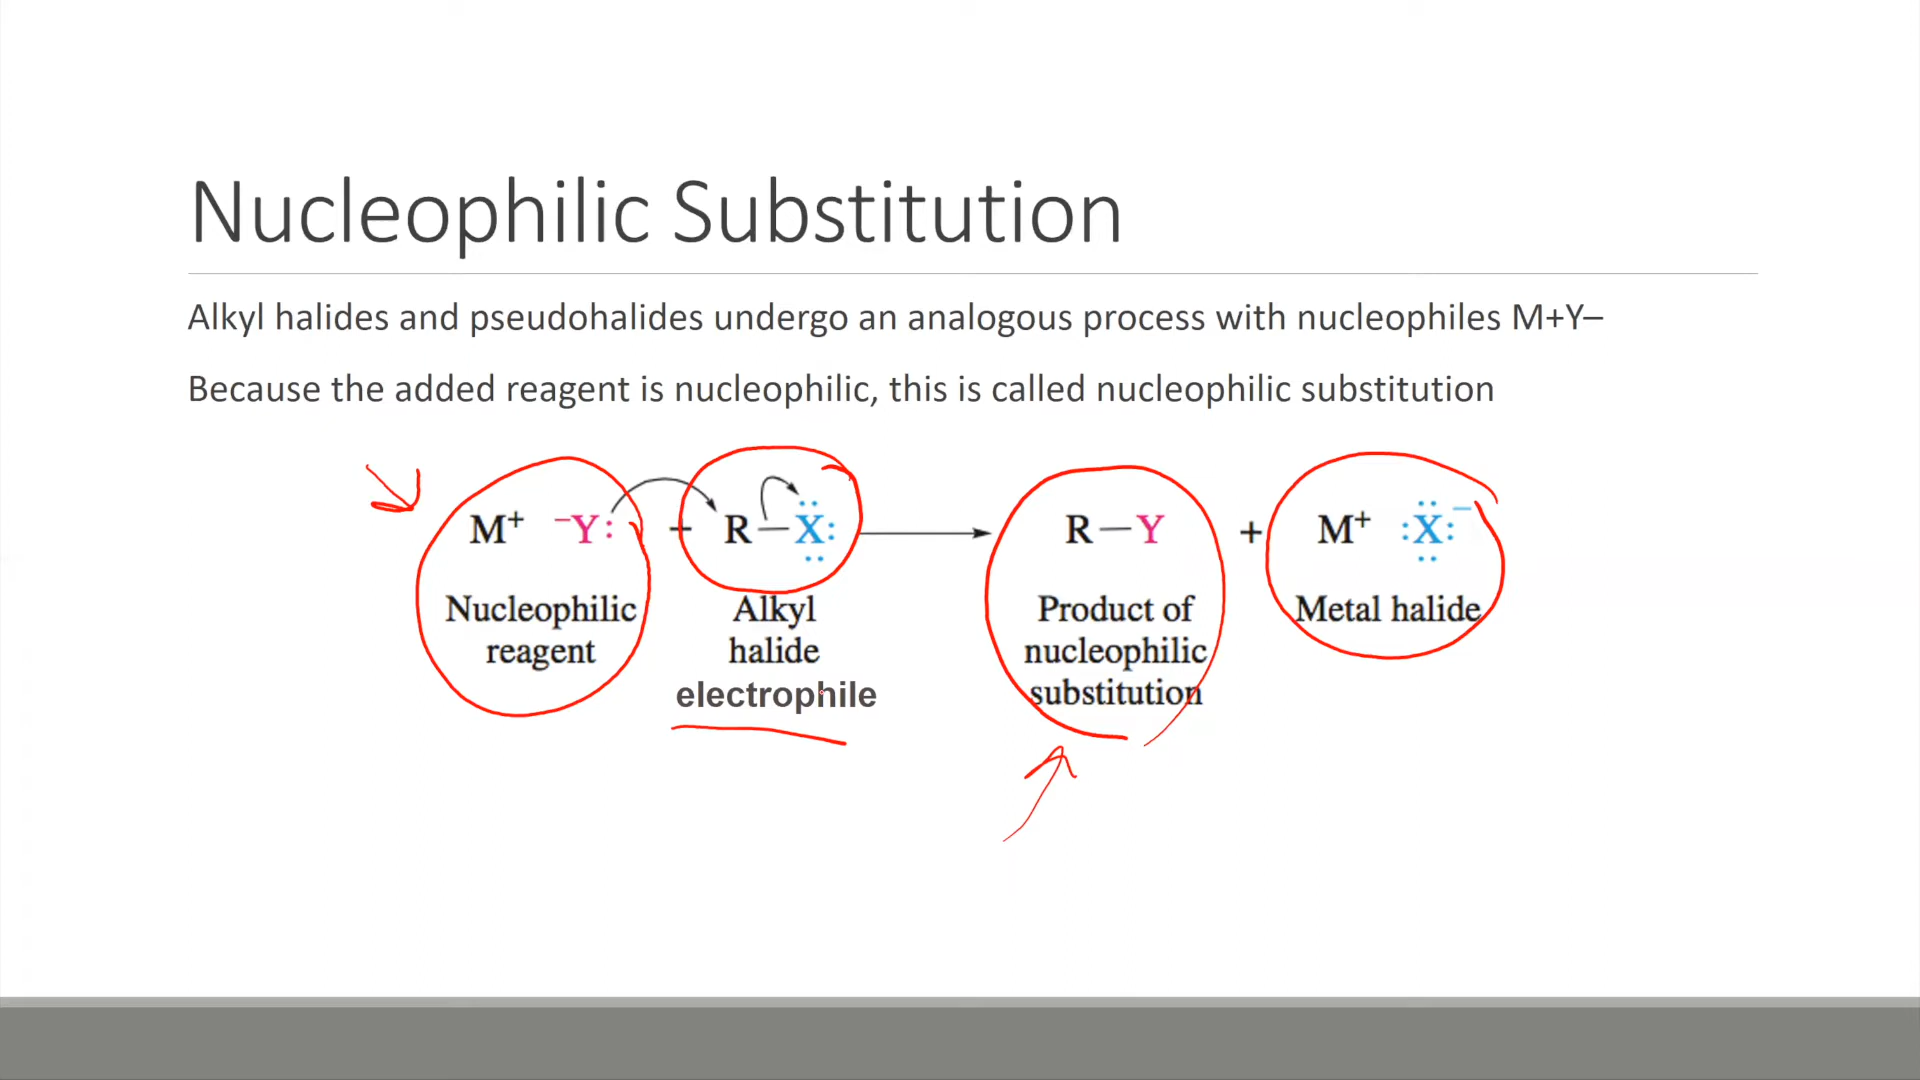 Nucleophilic Substitution
Alkyl halides and pseudohalides undergo an analogous process with nucleophiles M+Y–
Because the added reagent is nucleophilic, this is called nucleophilic substitution
M⁺ ⁻Y: + R—X: R—Y + M⁺ :X:⁻
Nucleophilic Alkyl Product of Metal halide
reagent halide nucleophilic
electrophile substitution